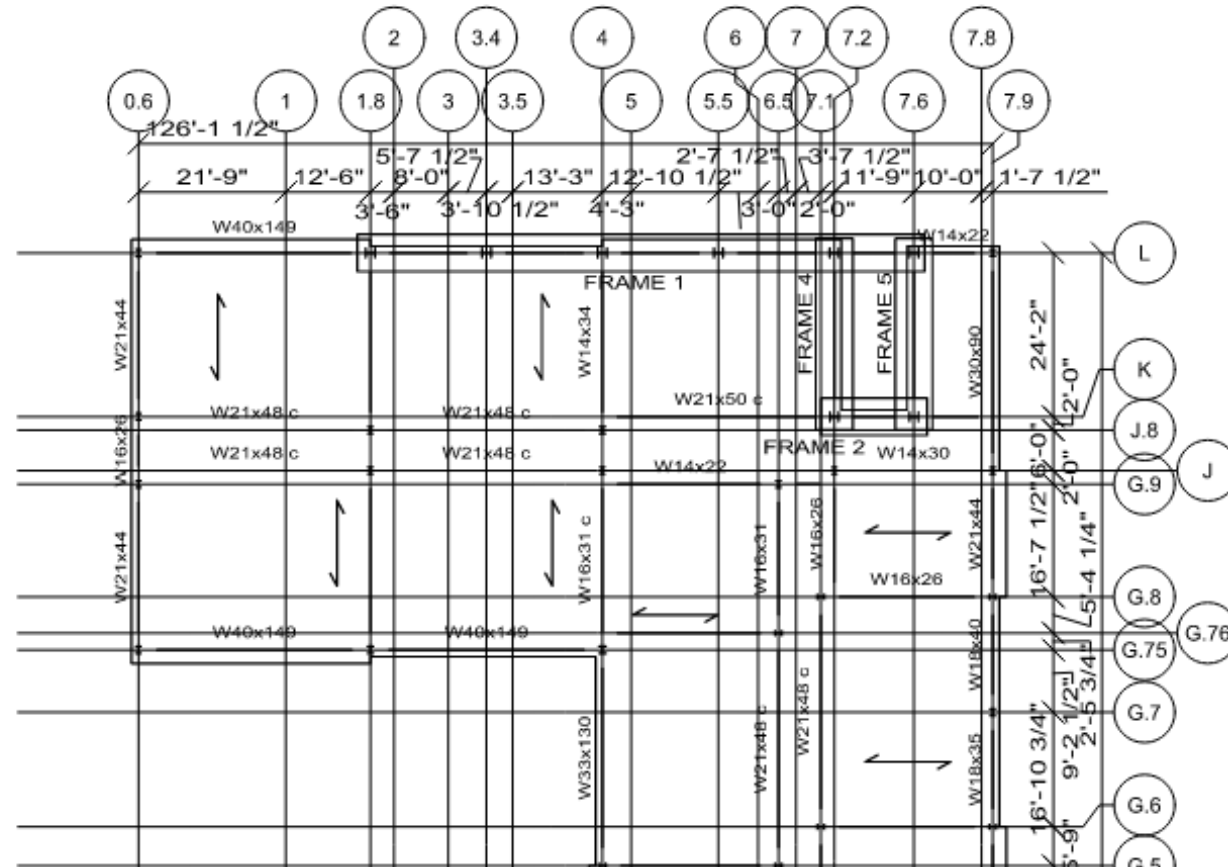 2 3.4 4 6 7 7.2 7.8
0.6 1 1.8 3 3.5 5 5.5 6.5 7.1 7.6 7.9
126'-1 1/2"
5'-7 1/2" 2'-7 1/2" 3'-7 1/2"
21'-9" 12'-6" 8'-0" 13'-3" 12'-10 1/2" 11'-9" 10'-0" 1'-7 1/2"
3'-6" 3'-10 1/2" 4'-3" 3'-0" 2'-0"
W40x149 W14x22
L
FRAME 1
FRAME 4
FRAME 5
W21x44
W14x34
W30x90
24'-2"
K
2'-0"
W21x48 c W21x48 c W21x50 c
J.8
FRAME 2
W16x26
W21x48 c W21x48 c W14x22 W14x30
6'-0"
J
2'-0"
G.9
W21x44
W16x31 c
W16x31
W16x26
W21x44
16'-7 1/2"
5'-4 1/4"
W16x26
G.8
W40x149 W40x149
W18x40
G.76
G.75
2'-5 3/4"
9'-2 1/2"
G.7
W33x130
W21x48 c
W21x48 c
W18x35
16'-10 3/4"
G.6
G.5